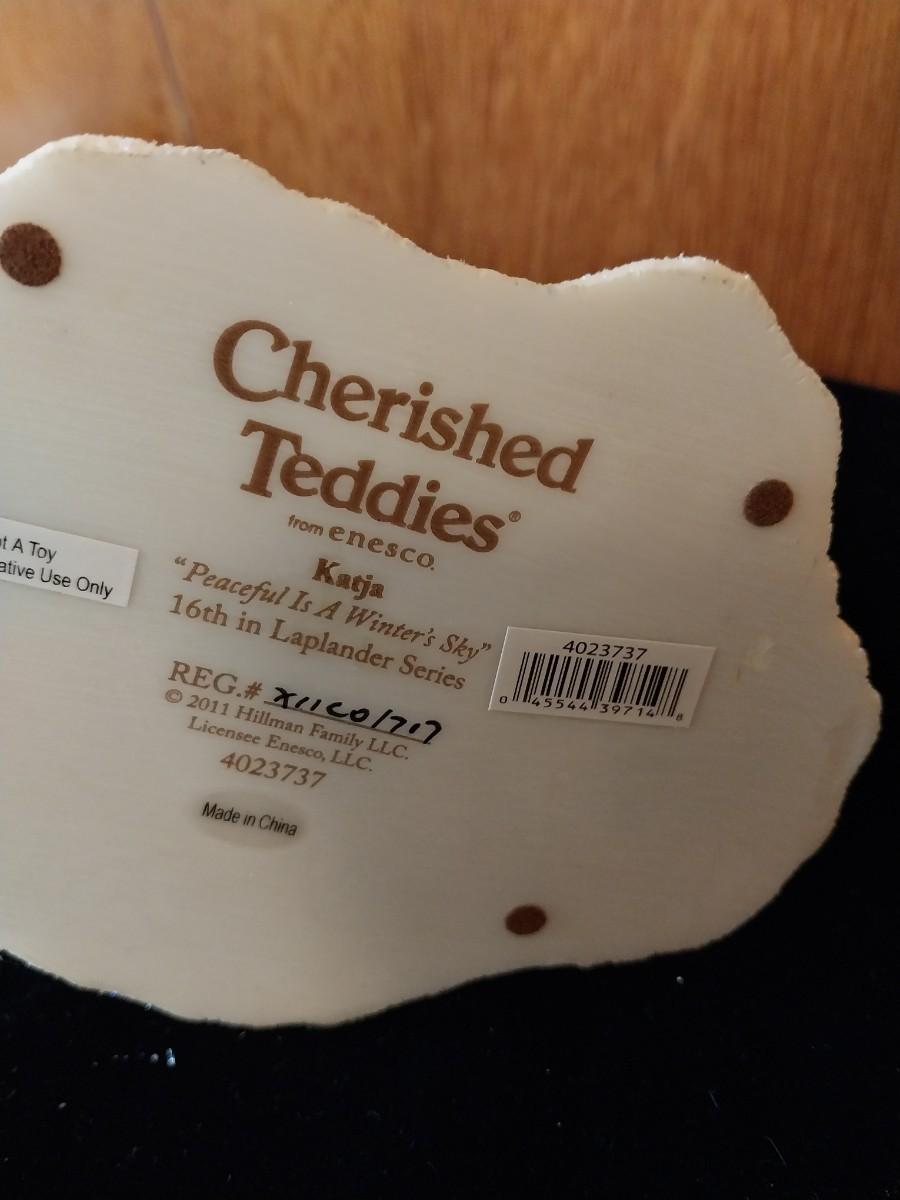 Cherished
Teddies®
from enesco.
Katja
"Peaceful Is A Winter's Sky"
16th in Laplander Series
REG.# X11C0/717
© 2011 Hillman Family LLC.
Licensee Enesco, LLC.
4023737
Made in China
t A Toy
ative Use Only
4023737
0 45544 39714 8